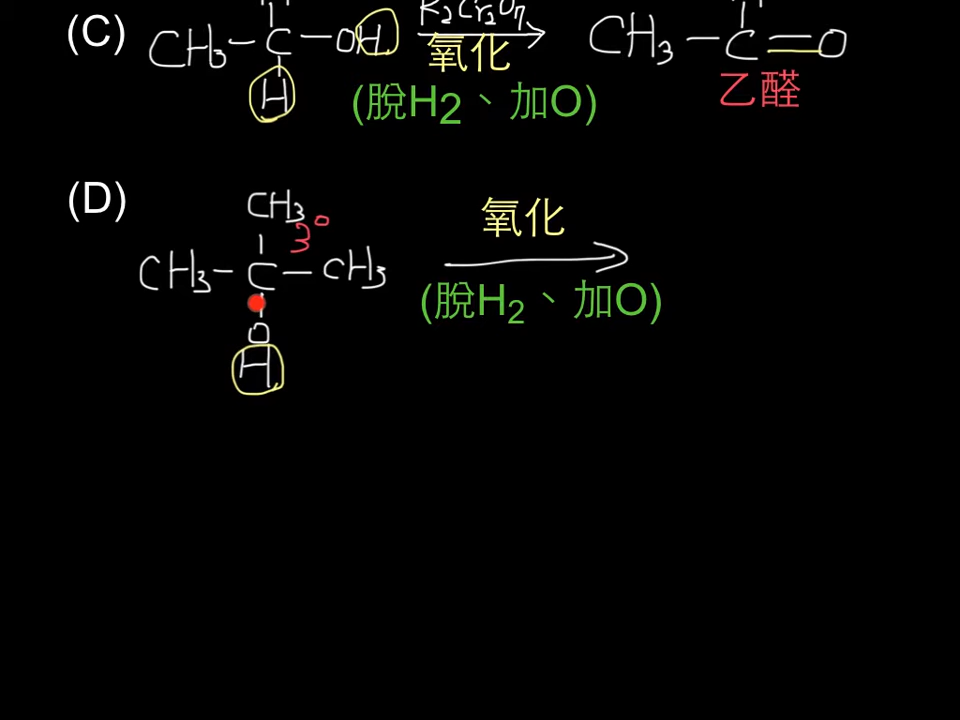 (C) CH3-C-OH K2Cr2O7 CH3-C=O
氧化
H
(脫H2、加O) 乙醛
(D)
CH3
3°
氧化
CH3-C-CH3
(脫H2、加O)
O
H